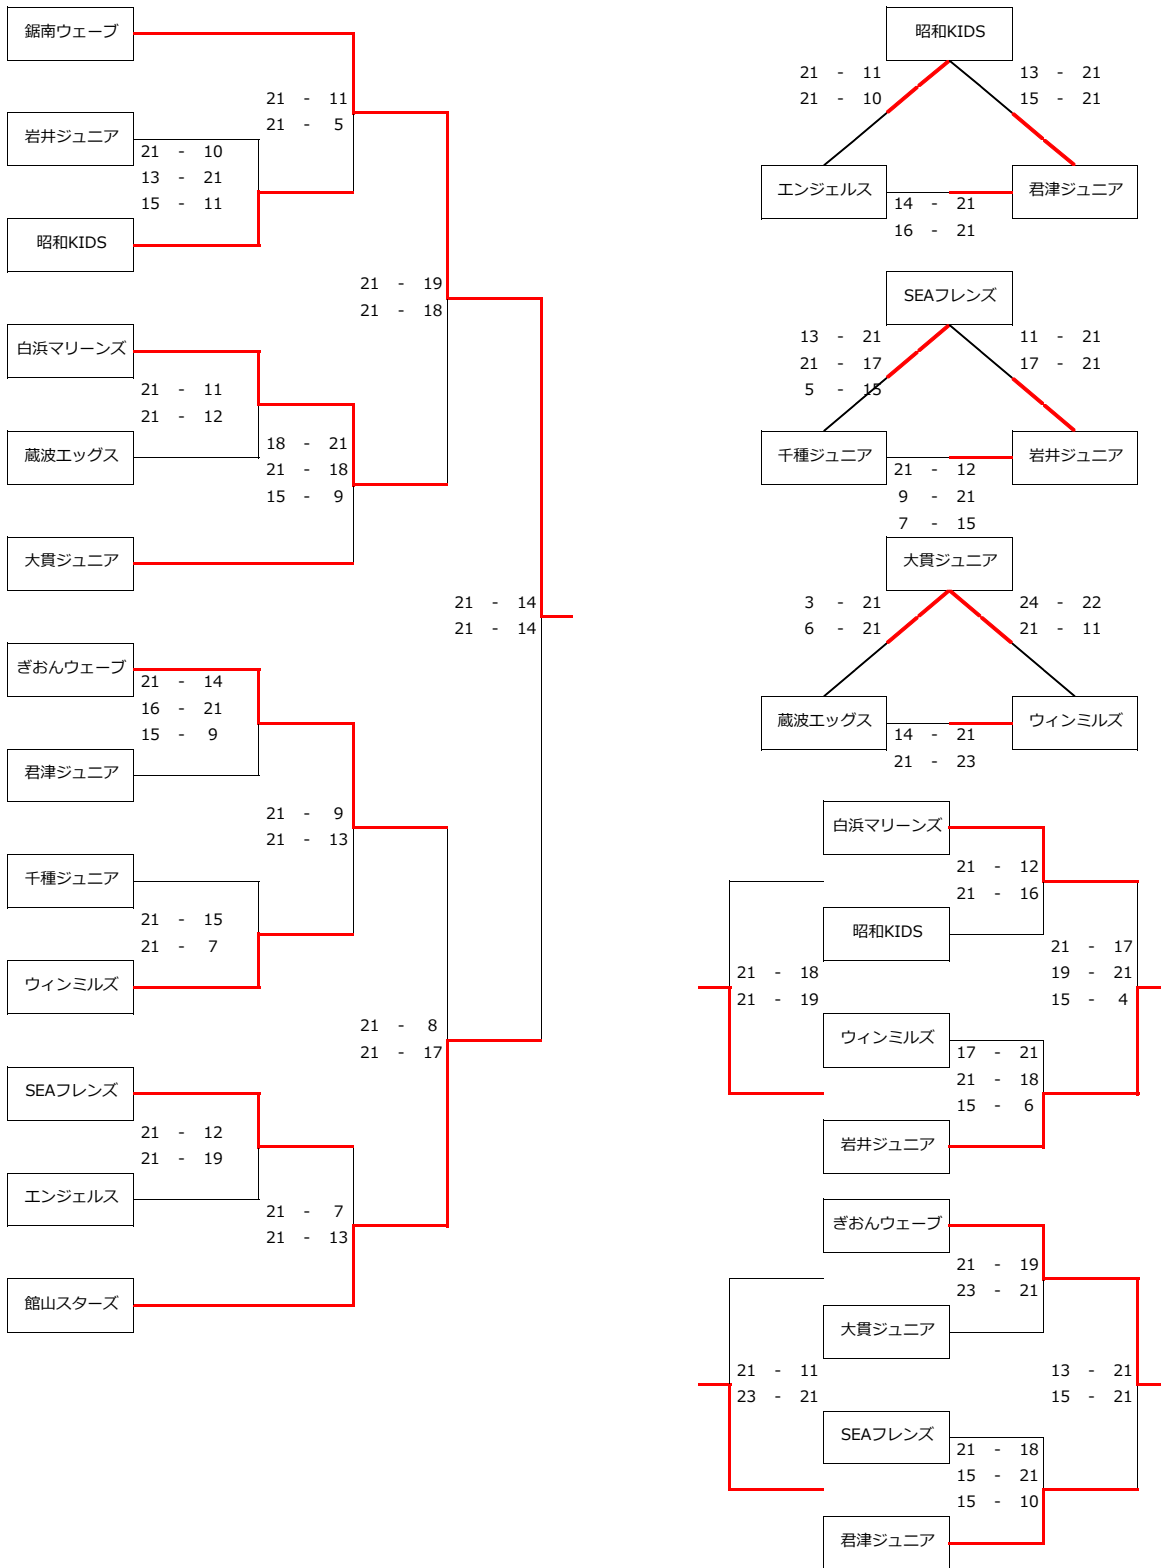 鋸南ウェーブ
21 - 11
21 - 5
岩井ジュニア
21 - 10
13 - 21
15 - 11
昭和KIDS
21 - 19
21 - 18
白浜マリーンズ
21 - 11
21 - 12
蔵波エッグス
18 - 21
21 - 18
15 - 9
大貫ジュニア
21 - 14
21 - 14
ぎおんウェーブ
21 - 14
16 - 21
15 - 9
君津ジュニア
21 - 9
21 - 13
千種ジュニア
21 - 15
21 - 7
ウィンミルズ
21 - 8
21 - 17
SEAフレンズ
21 - 12
21 - 19
エンジェルス
21 - 7
21 - 13
館山スターズ
昭和KIDS
21 - 11 13 - 21
21 - 10 15 - 21
エンジェルス 君津ジュニア
14 - 21
16 - 21
SEAフレンズ
13 - 21 11 - 21
21 - 17 17 - 21
5 - 15
千種ジュニア 岩井ジュニア
21 - 12
9 - 21
7 - 15
大貫ジュニア
3 - 21 24 - 22
6 - 21 21 - 11
蔵波エッグス ウィンミルズ
14 - 21
21 - 23
白浜マリーンズ
21 - 12
21 - 16
昭和KIDS
21 - 17
19 - 21
15 - 4
21 - 18
21 - 19
ウィンミルズ
17 - 21
21 - 18
15 - 6
岩井ジュニア
ぎおんウェーブ
21 - 19
23 - 21
大貫ジュニア
21 - 11 13 - 21
23 - 21 15 - 21
SEAフレンズ
21 - 18
15 - 21
15 - 10
君津ジュニア